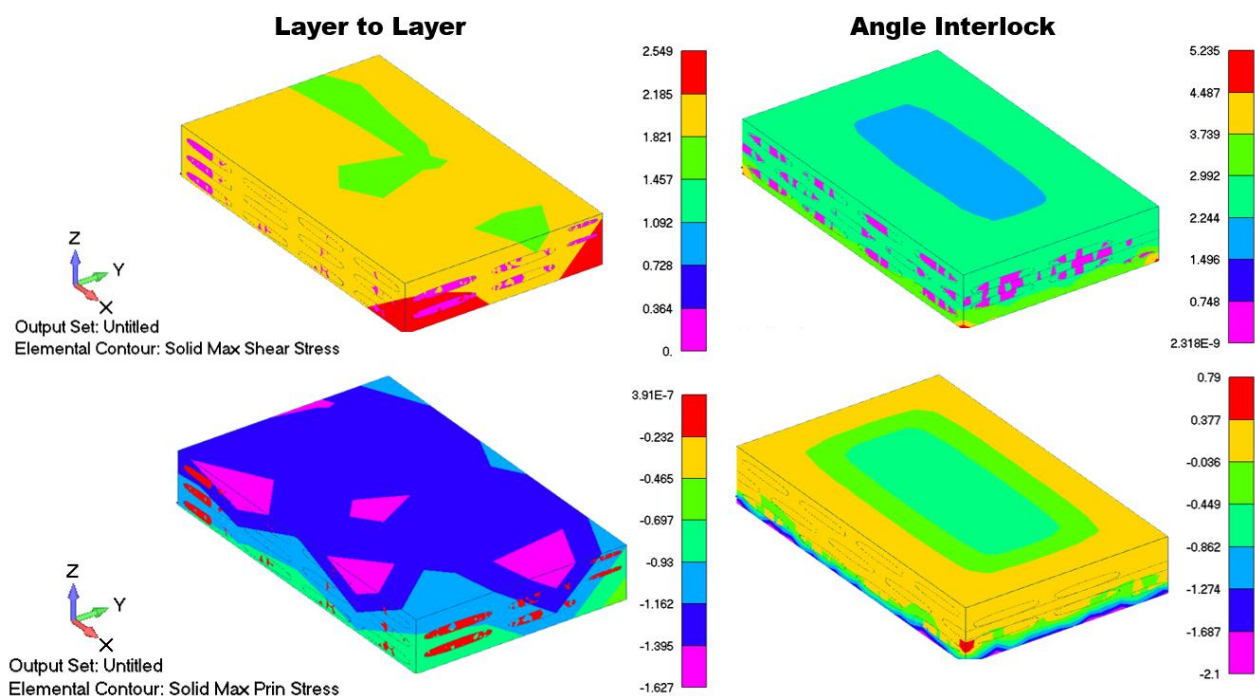 Layer to Layer
Angle Interlock
2.549
2.185
1.821
1.457
1.092
0.728
0.364
0.
5.235
4.487
3.739
2.992
2.244
1.496
0.748
2.318E-9
Z
Y
X
Output Set: Untitled
Elemental Contour: Solid Max Shear Stress
3.91E-7
-0.232
-0.465
-0.697
-0.93
-1.162
-1.395
-1.627
0.79
0.377
-0.036
-0.449
-0.862
-1.274
-1.687
-2.1
Z
Y
X
Output Set: Untitled
Elemental Contour: Solid Max Prin Stress